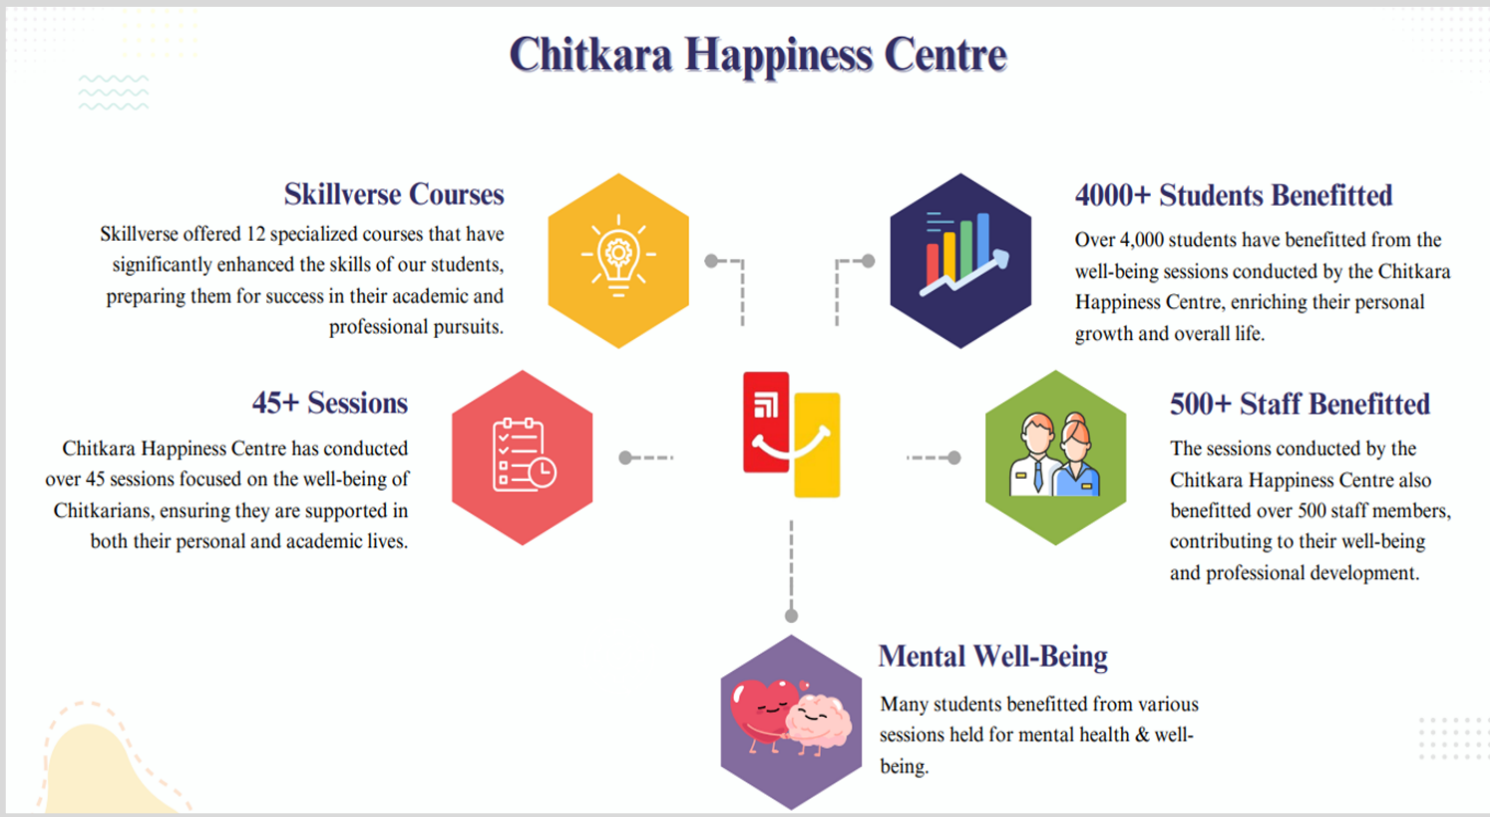 Chitkara Happiness Centre
Skillverse Courses
Skillverse offered 12 specialized courses that have
significantly enhanced the skills of our students,
preparing them for success in their academic and
professional pursuits.
4000+ Students Benefitted
Over 4,000 students have benefitted from the
well-being sessions conducted by the Chitkara
Happiness Centre, enriching their personal
growth and overall life.
45+ Sessions
Chitkara Happiness Centre has conducted
over 45 sessions focused on the well-being of
Chitkarians, ensuring they are supported in
both their personal and academic lives.
500+ Staff Benefitted
The sessions conducted by the
Chitkara Happiness Centre also
benefitted over 500 staff members,
contributing to their well-being
and professional development.
Mental Well-Being
Many students benefitted from various
sessions held for mental health & well-
being.